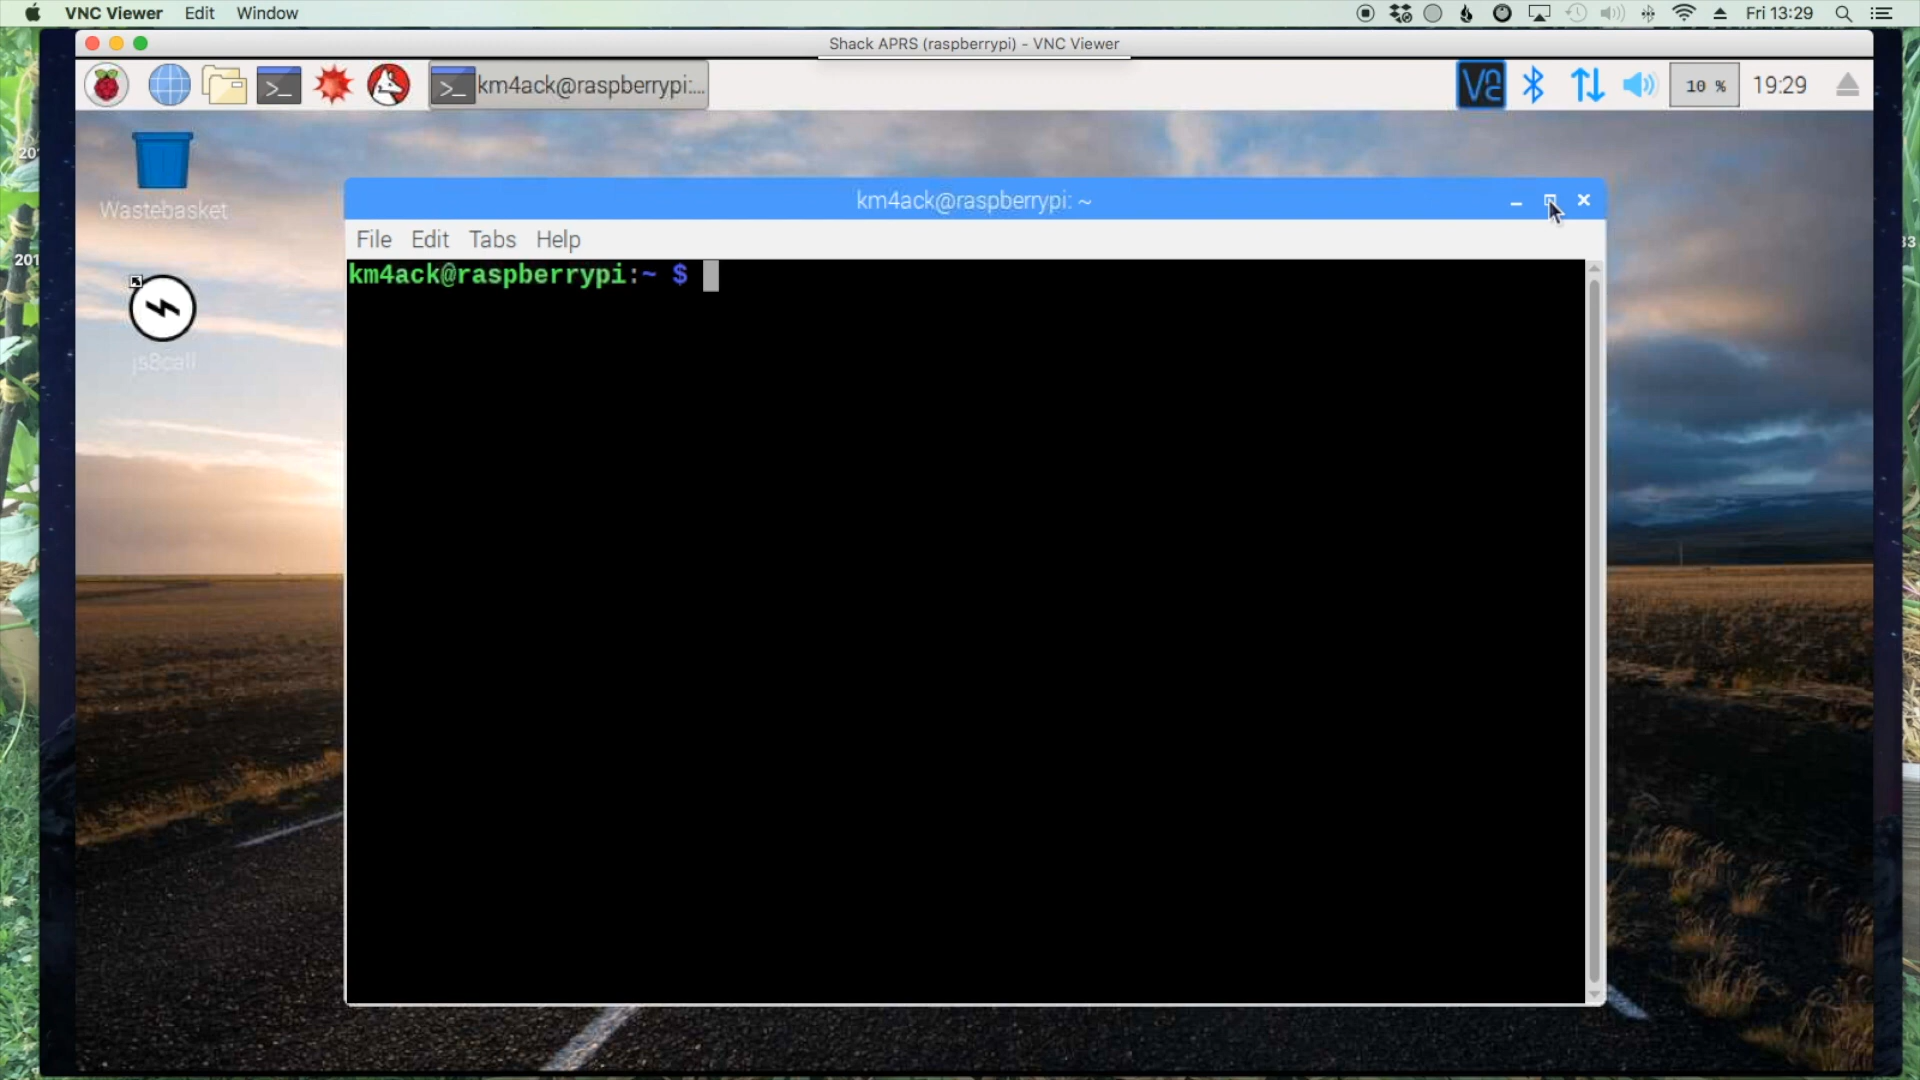 VNC Viewer Edit Window Fri 13:29
Shack APRS (raspberrypi) - VNC Viewer
km4ack@raspberrypi:... VNC 10 % 19:29
Wastebasket
km4ack@raspberrypi: ~
File Edit Tabs Help
km4ack@raspberrypi:~ $
js8call